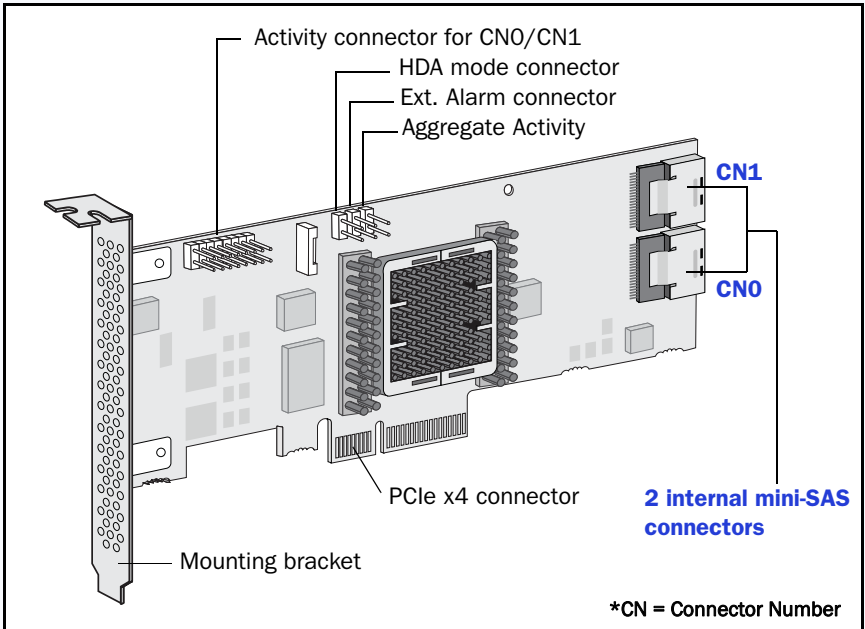 Activity connector for CN0/CN1
HDA mode connector
Ext. Alarm connector
Aggregate Activity
CN1
CN0
PCIe x4 connector
2 internal mini-SAS
connectors
Mounting bracket
*CN = Connector Number